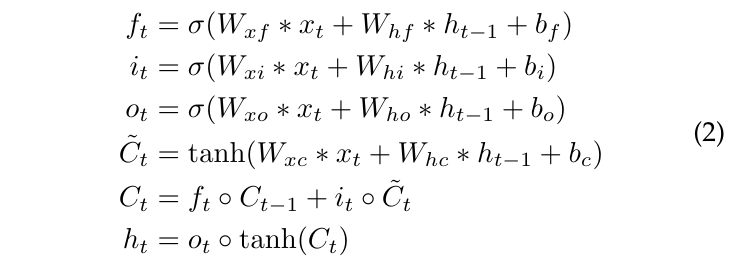 f_t = σ(W_{xf} ∗ x_t + W_{hf} ∗ h_{t−1} + b_f)
i_t = σ(W_{xi} ∗ x_t + W_{hi} ∗ h_{t−1} + b_i)
o_t = σ(W_{xo} ∗ x_t + W_{ho} ∗ h_{t−1} + b_o)
C̃_t = tanh(W_{xc} ∗ x_t + W_{hc} ∗ h_{t−1} + b_c)
C_t = f_t ∘ C_{t−1} + i_t ∘ C̃_t
h_t = o_t ∘ tanh(C_t)
(2)